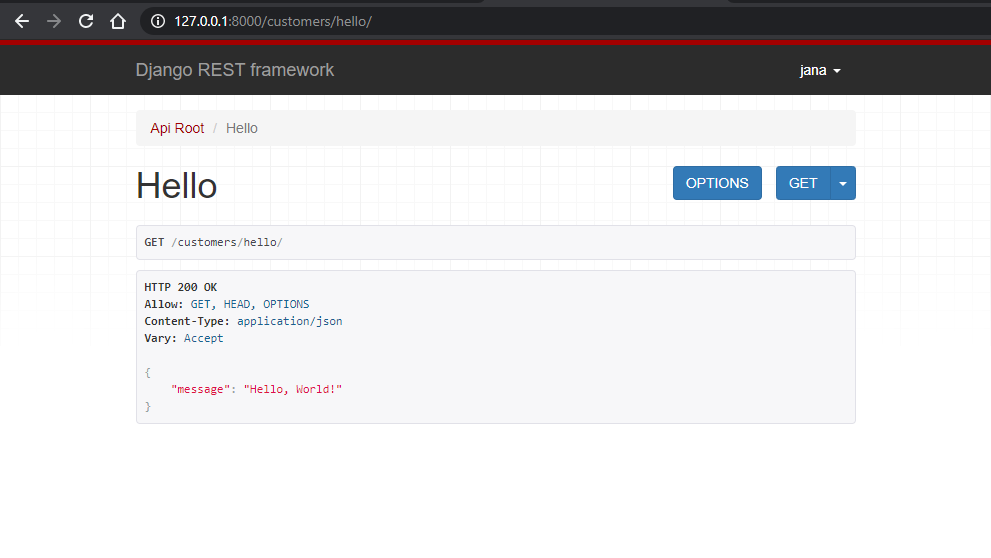 127.0.0.1:8000/customers/hello/
Django REST framework
jana
Api Root / Hello
Hello
OPTIONS
GET
GET /customers/hello/
HTTP 200 OK
Allow: GET, HEAD, OPTIONS
Content-Type: application/json
Vary: Accept
{
"message": "Hello, World!"
}